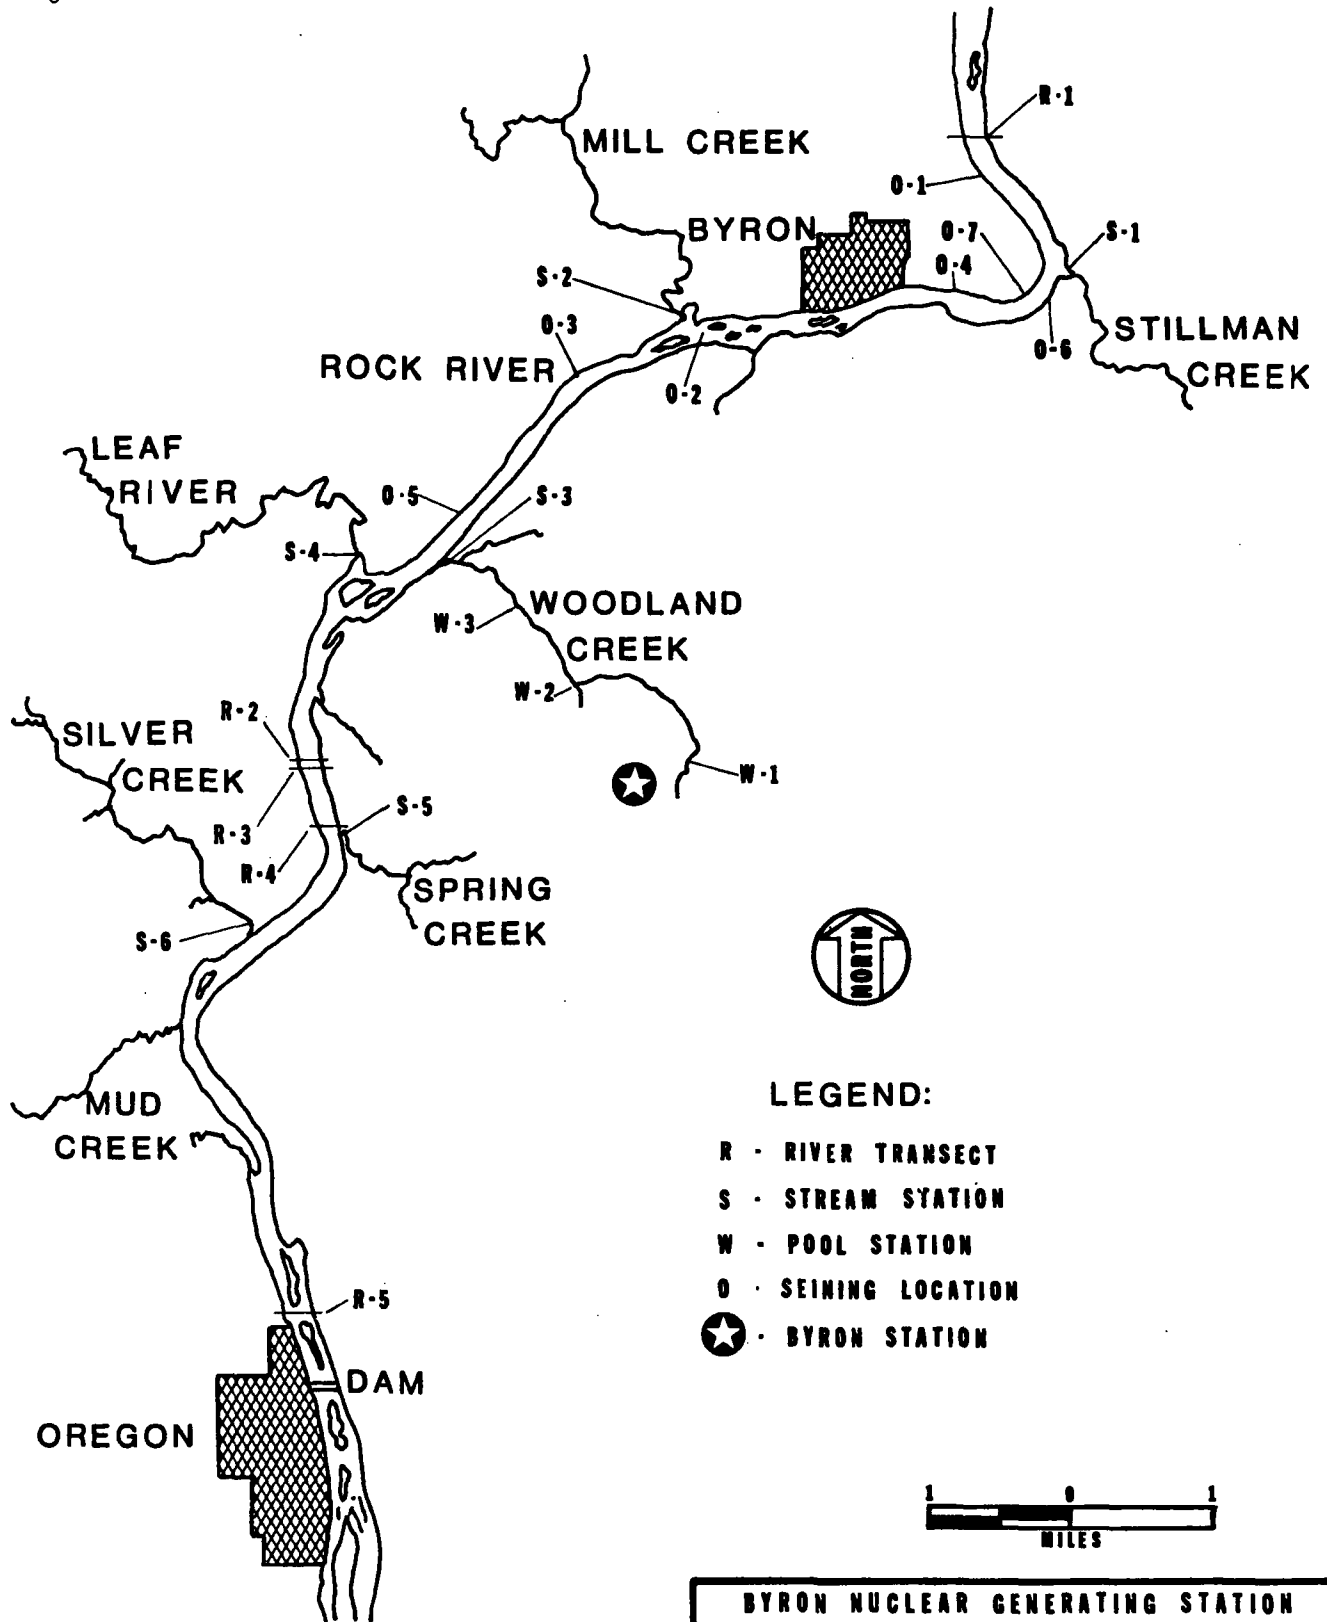 R-1
MILL CREEK
O-1
BYRON
O-7
S-1
O-4
S-2
O-3
STILLMAN
CREEK
O-6
ROCK RIVER
O-2
LEAF
RIVER
O-5
S-3
S-4
WOODLAND
CREEK
W-3
W-2
R-2
SILVER
CREEK
W-1
S-5
R-3
R-4
SPRING
CREEK
S-6
NORTH
MUD
CREEK
LEGEND:
R - RIVER TRANSECT
S - STREAM STATION
W - POOL STATION
O - SEINING LOCATION
- BYRON STATION
R-5
DAM
OREGON
1 0 1
MILES
BYRON NUCLEAR GENERATING STATION